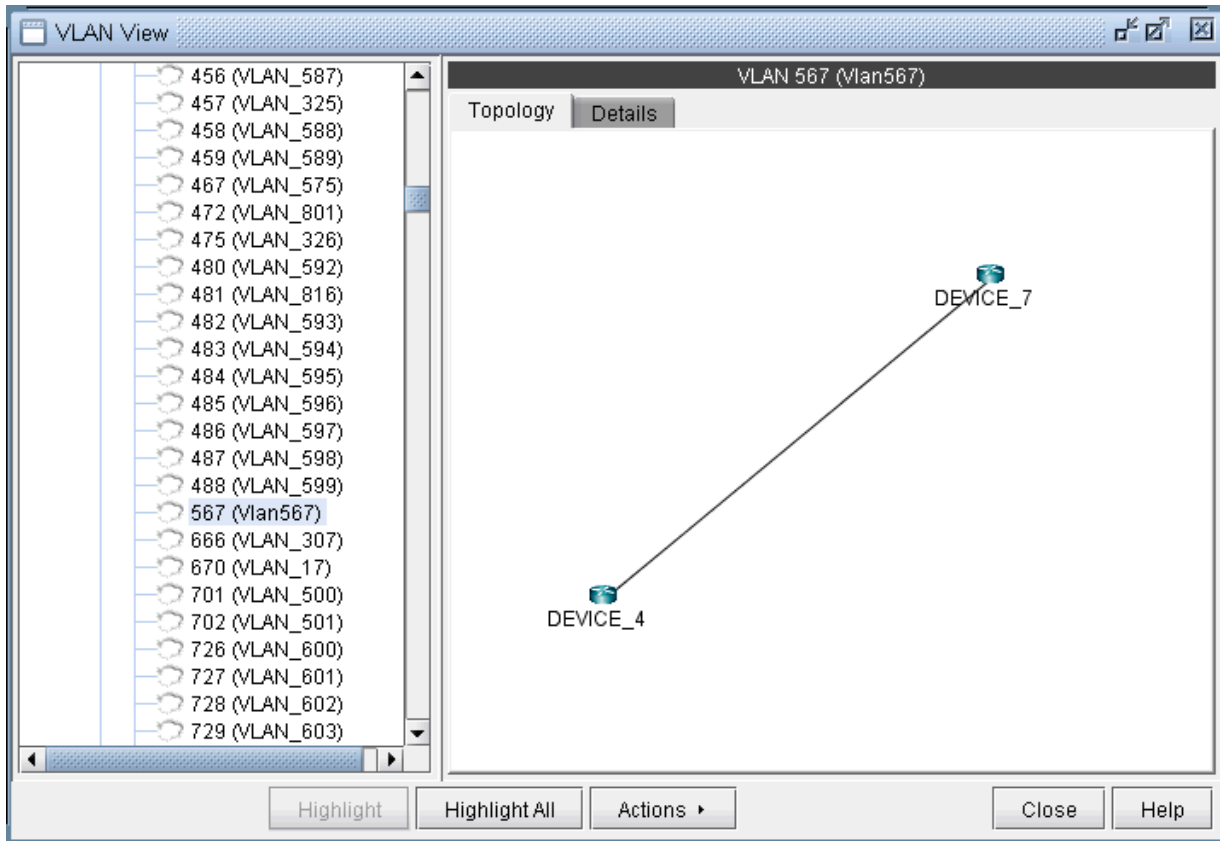 VLAN View
456 (VLAN_587)
457 (VLAN_325)
458 (VLAN_588)
459 (VLAN_589)
467 (VLAN_575)
472 (VLAN_801)
475 (VLAN_326)
480 (VLAN_592)
481 (VLAN_816)
482 (VLAN_593)
483 (VLAN_594)
484 (VLAN_595)
485 (VLAN_596)
486 (VLAN_597)
487 (VLAN_598)
488 (VLAN_599)
567 (Vlan567)
666 (VLAN_307)
670 (VLAN_17)
701 (VLAN_500)
702 (VLAN_501)
726 (VLAN_600)
727 (VLAN_601)
728 (VLAN_602)
729 (VLAN_603)
VLAN 567 (Vlan567)
Topology Details
DEVICE_7
DEVICE_4
Highlight Highlight All Actions Close Help